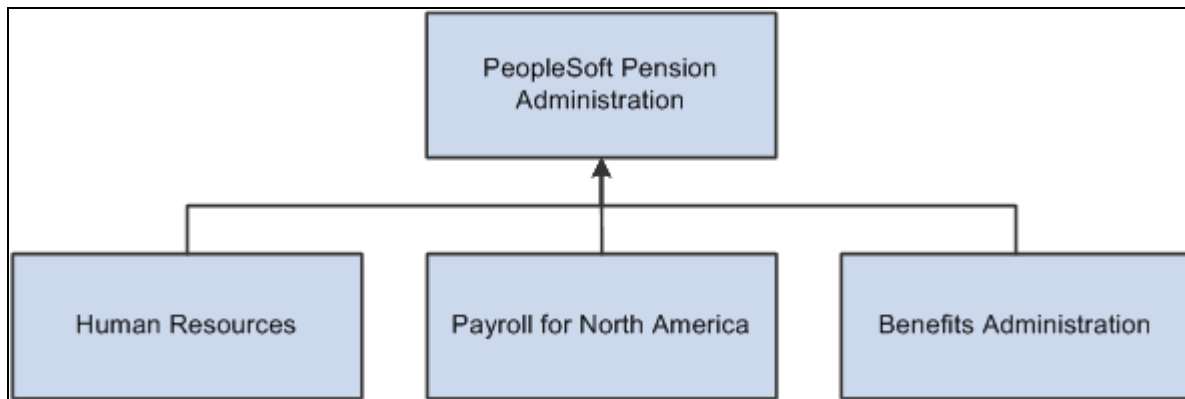 PeopleSoft Pension
Administration
Human Resources
Payroll for North America
Benefits Administration